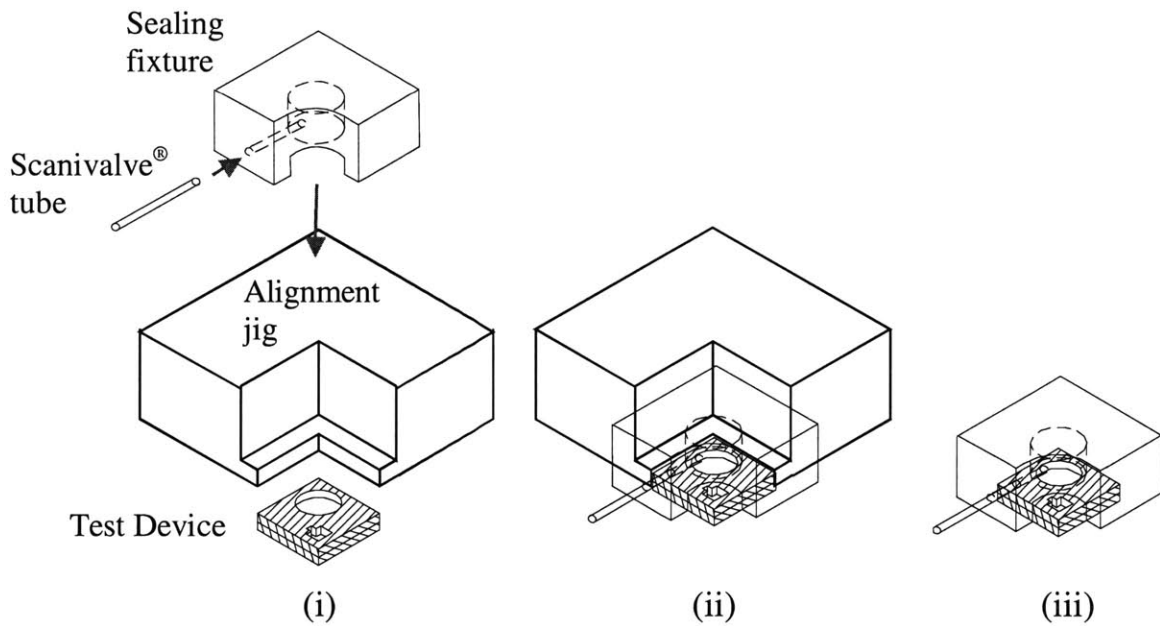 Sealing
fixture
Scanivalve®
tube
Alignment
jig
Test Device
(i)
(ii)
(iii)